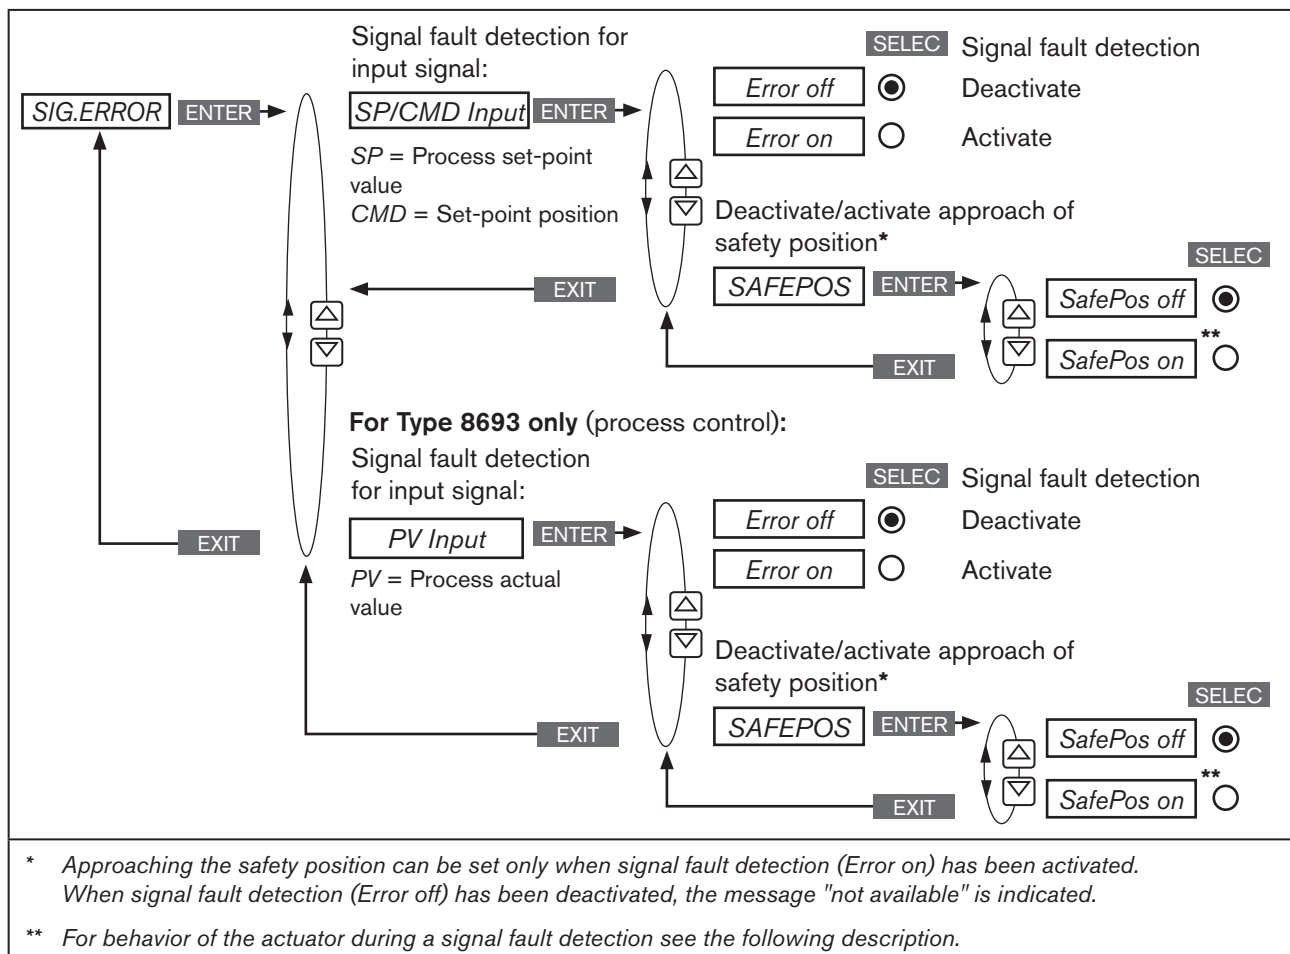 Signal fault detection for
input signal:
SELEC Signal fault detection
SIG.ERROR ENTER
SP/CMD Input ENTER
Error off Deactivate
Error on Activate
SP = Process set-point
value
CMD = Set-point position
Deactivate/activate approach of
safety position*
SELEC
SAFEPOS ENTER
SafePos off
**
SafePos on
EXIT
EXIT
For Type 8693 only (process control):
Signal fault detection
for input signal:
SELEC Signal fault detection
PV Input ENTER
Error off Deactivate
Error on Activate
EXIT
PV = Process actual
value
Deactivate/activate approach of
safety position*
SELEC
SAFEPOS ENTER
SafePos off
**
SafePos on
EXIT
EXIT
* Approaching the safety position can be set only when signal fault detection (Error on) has been activated.
When signal fault detection (Error off) has been deactivated, the message "not available" is indicated.
** For behavior of the actuator during a signal fault detection see the following description.